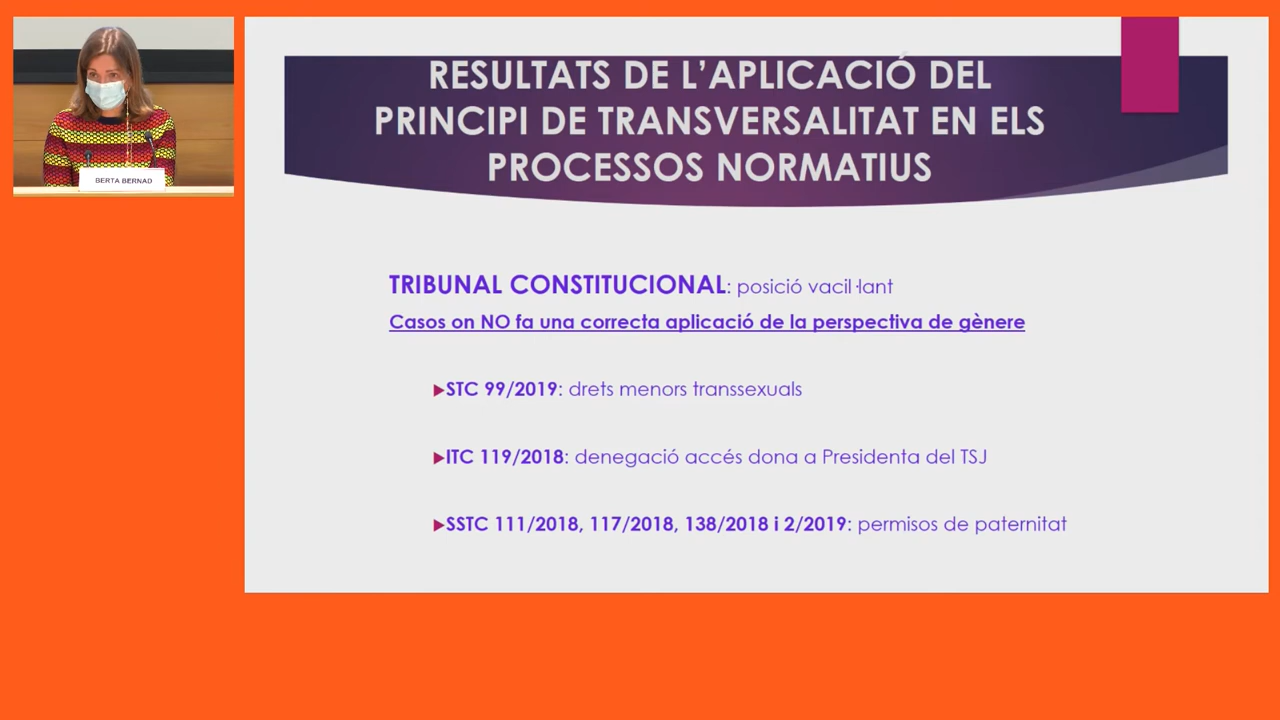 BERTA BERNAD
RESULTATS DE L'APLICACIÓ DEL
PRINCIPI DE TRANSVERSALITAT EN ELS
PROCESSOS NORMATIUS
TRIBUNAL CONSTITUCIONAL: posició vacil·lant
Casos on NO fa una correcta aplicació de la perspectiva de gènere
STC 99/2019: drets menors transsexuals
ITC 119/2018: denegació accés dona a Presidenta del TSJ
SSTC 111/2018, 117/2018, 138/2018 i 2/2019: permisos de paternitat